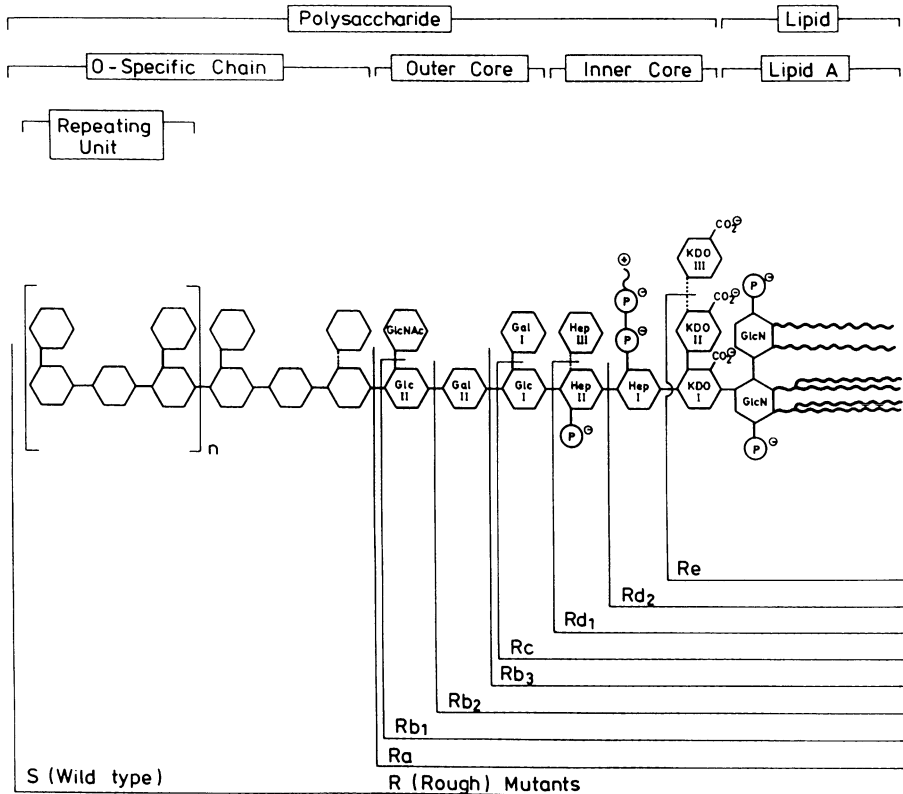 Polysaccharide Lipid
O-Specific Chain Outer Core Inner Core Lipid A
Repeating
Unit
CO2⊖
KDO
III
⊕
P⊖ CO2⊖ P⊖
GlcNAc Gal
I Hep
III P⊖ KDO
II GlcN
CO2⊖
Glc
II Gal
II Glc
I Hep
II Hep
I KDO
I GlcN
P⊖ P⊖
n
Re
Rd2
Rd1
Rc
Rb3
Rb2
Rb1
Ra
S (Wild type) R (Rough) Mutants